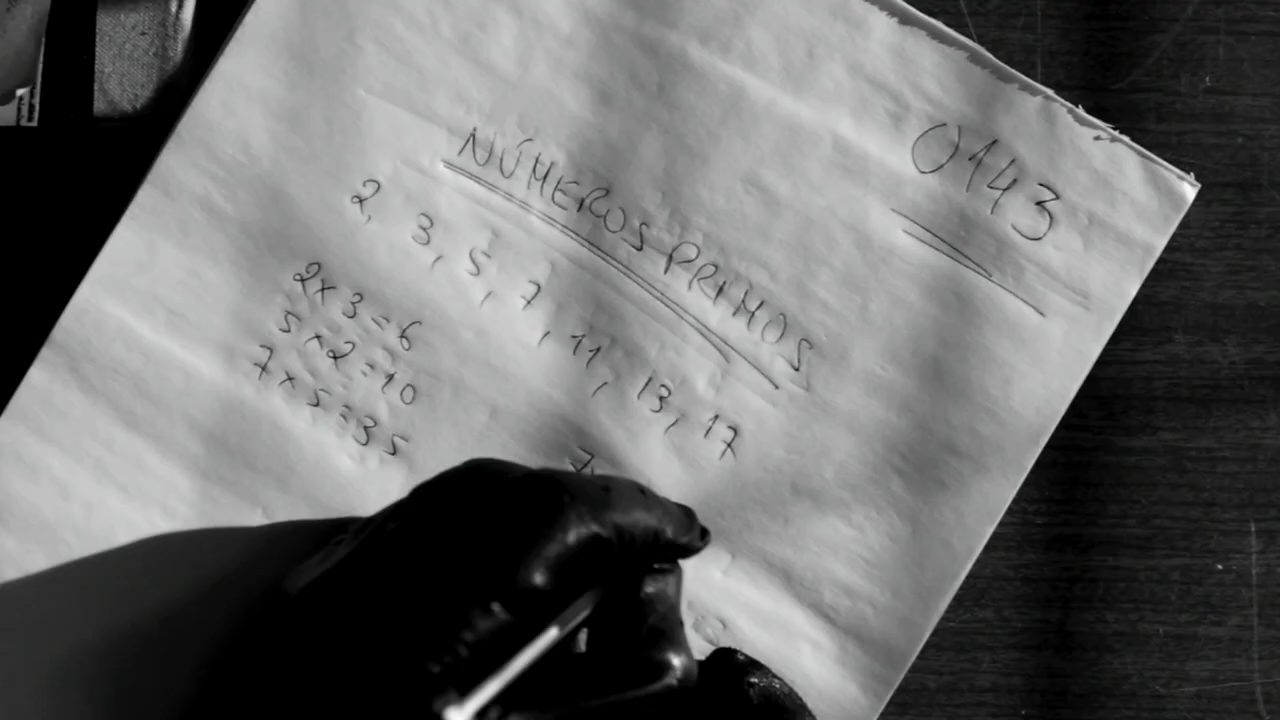 0143
NÚMEROS PRIMOS
2, 3, 5, 7, 11, 13, 17
2x3=6
5x2=10
7x5=35